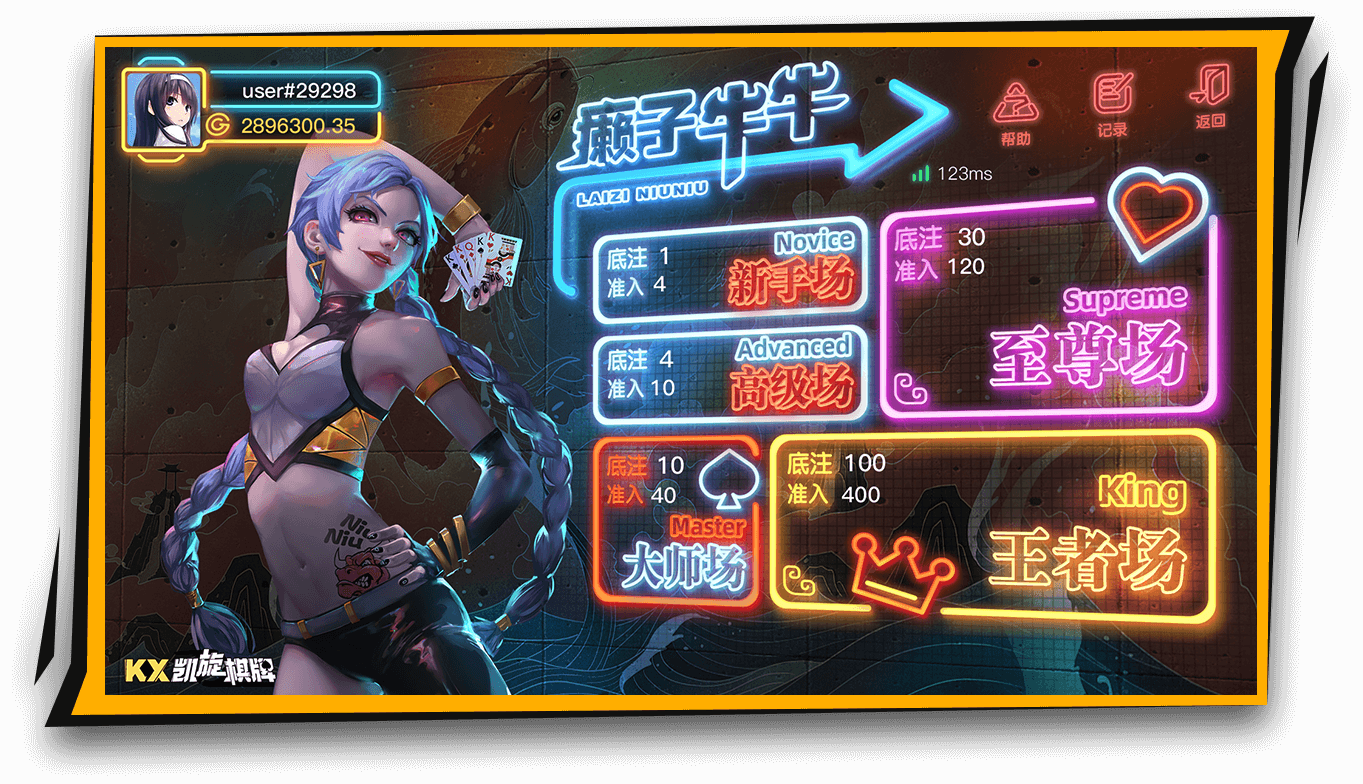 user#29298
2896300.35
癞子牛牛
LAIZI NIUNIU
帮助
记录
返回
123ms
底注 1
准入 4
Novice
新手场
底注 30
准入 120
Supreme
至尊场
底注 4
准入 10
Advanced
高级场
底注 10
准入 40
Master
大师场
底注 100
准入 400
King
王者场
K Q K K
Niu
Niu
KX 凯旋棋牌